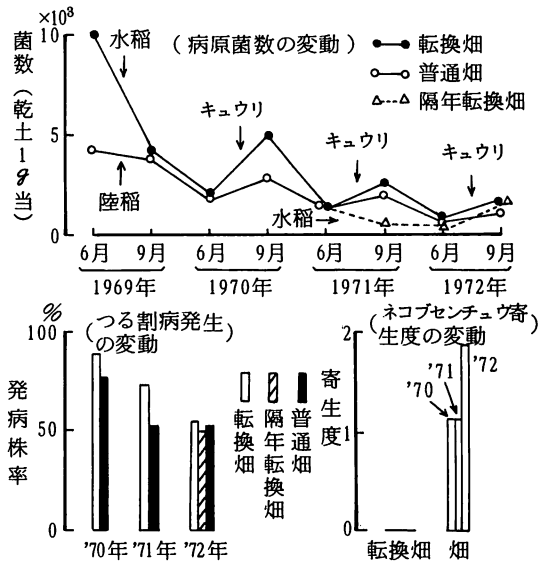 ×10³
10
5
0
菌数（乾土1g当）
（病原菌数の変動）
転換畑
普通畑
隔年転換畑
水稲
陸稲
キュウリ
キュウリ
キュウリ
水稲
6月 9月 6月 9月 6月 9月 6月 9月
1969年 1970年 1971年 1972年
%
100
50
0
発病株率
（つる割病発生）
の変動
'70年 '71年 '72年
転換畑
隔年転換畑
普通畑
2
1
0
寄生度
（ネコブセンチュウ寄）
生度の変動
'70
'71
'72
転換畑 畑